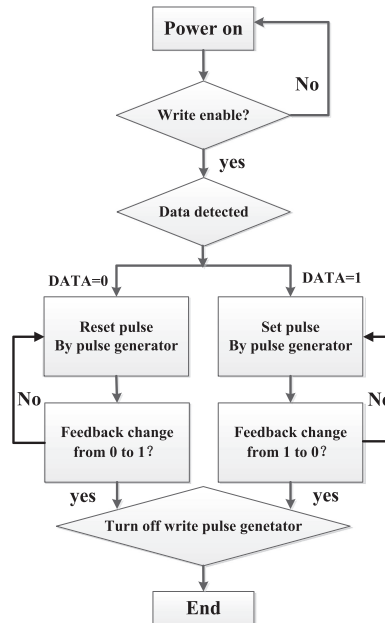 Power on
No
Write enable?
yes
Data detected
DATA=0
DATA=1
Reset pulse
By pulse generator
Set pulse
By pulse generator
No
Feedback change
from 0 to 1?
No
Feedback change
from 1 to 0?
yes
yes
Turn off write pulse genetator
End